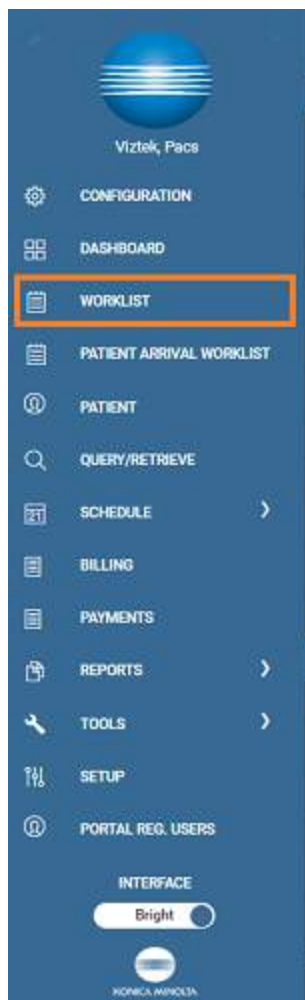 Viztek, Pacs
CONFIGURATION
DASHBOARD
WORKLIST
PATIENT ARRIVAL WORKLIST
PATIENT
QUERY/RETRIEVE
21 SCHEDULE
BILLING
PAYMENTS
REPORTS
TOOLS
SETUP
PORTAL REG. USERS
INTERFACE
Bright
KONICA MINOLTA